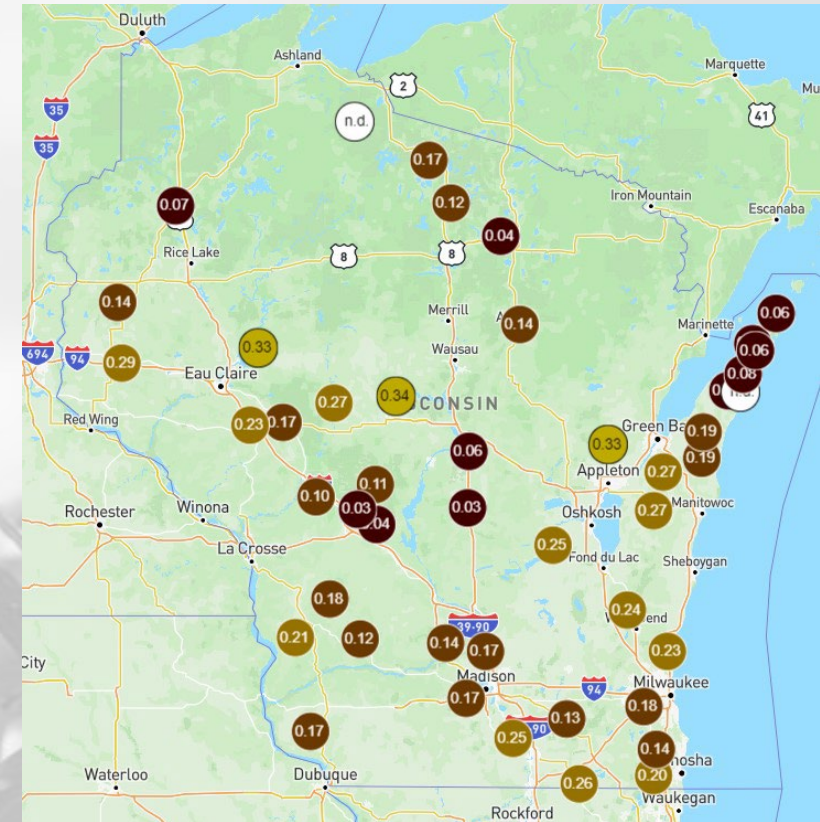 Duluth
Ashland
2
Marquette
Mu
35
41
n.d.
35
0.17
Iron Mountain
0.07
0.12
Escanaba
0.04
Rice Lake
8
8
0.14
Merrill
0.06
0.14
Marinette
694
94
0.29
0.33
Wausau
0.06
Eau Claire
0.08
0.27
0.34
CONSIN
n.d.
Red Wing
0.23
0.17
Green Ba
0.19
0.33
0.06
0.19
Appleton
0.27
0.10
0.11
Rochester
Winona
0.03
0.03
Oshkosh
0.27
Manitowoc
0.04
La Crosse
0.25
Fond du Lac
Sheboygan
0.18
0.24
39-90
end
City
0.21
0.12
0.14
0.17
0.23
Madison
94
Milwaukee
0.17
0.18
0.13
0.17
0.25
90
0.14
osha
Waterloo
Dubuque
0.26
0.20
Waukegan
Rockford